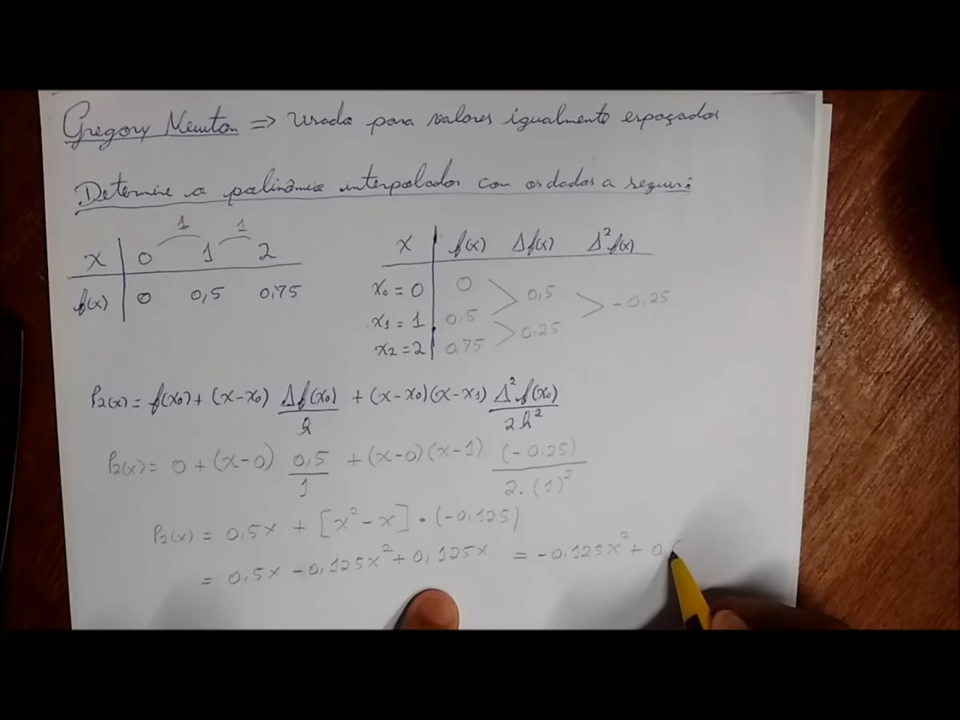 Gregory Newton ⇒ Usada para valores igualmente espaçados
Determine o polinômio interpolador com os dados a seguir:
1 1
x 0 1 2
f(x) 0 0,5 0,75
x f(x) Δf(x) Δ²f(x)
x₀ = 0 0 0,5 -0,25
x₁ = 1 0,5 0,25
x₂ = 2 0,75
P₂(x) = f(x₀) + (x-x₀) Δf(x₀)/h + (x-x₀)(x-x₁) Δ²f(x₀)/2h²
P₂(x) = 0 + (x-0) 0,5/1 + (x-0)(x-1). (-0,25)/2.(1)²
P₂(x) = 0,5x + [x²-x] • (-0,125)
= 0,5x - 0,125x² + 0,125x = -0,125x² + 0,